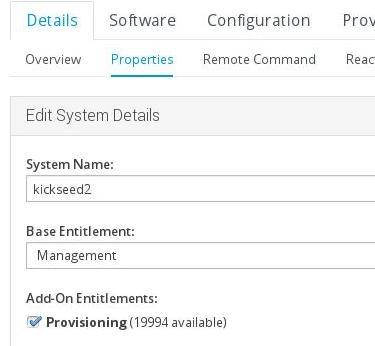 Details Software Configuration Prov
Overview Properties Remote Command Reac
Edit System Details
System Name:
kickseed2
Base Entitlement:
Management
Add-On Entitlements:
Provisioning (19994 available)